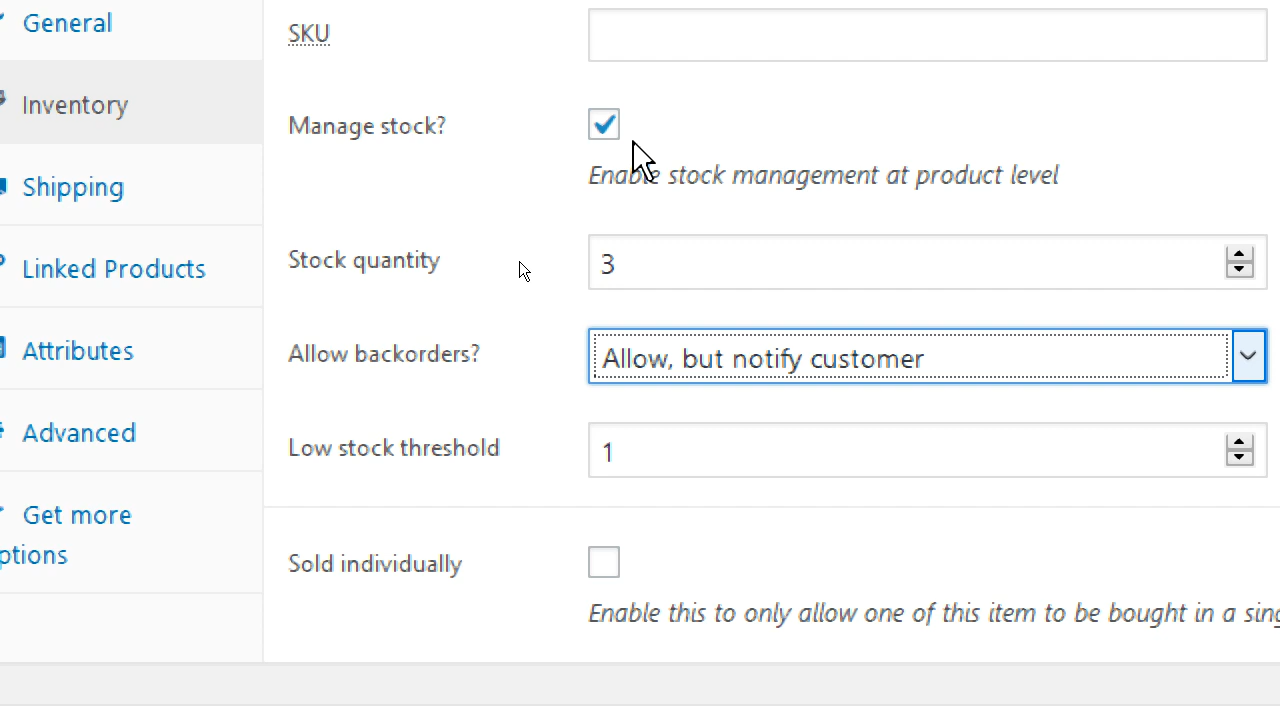 General
Inventory
Shipping
Linked Products
Attributes
Advanced
Get more
ptions
SKU
Manage stock?
Enable stock management at product level
Stock quantity
3
Allow backorders?
Allow, but notify customer
Low stock threshold
1
Sold individually
Enable this to only allow one of this item to be bought in a sing